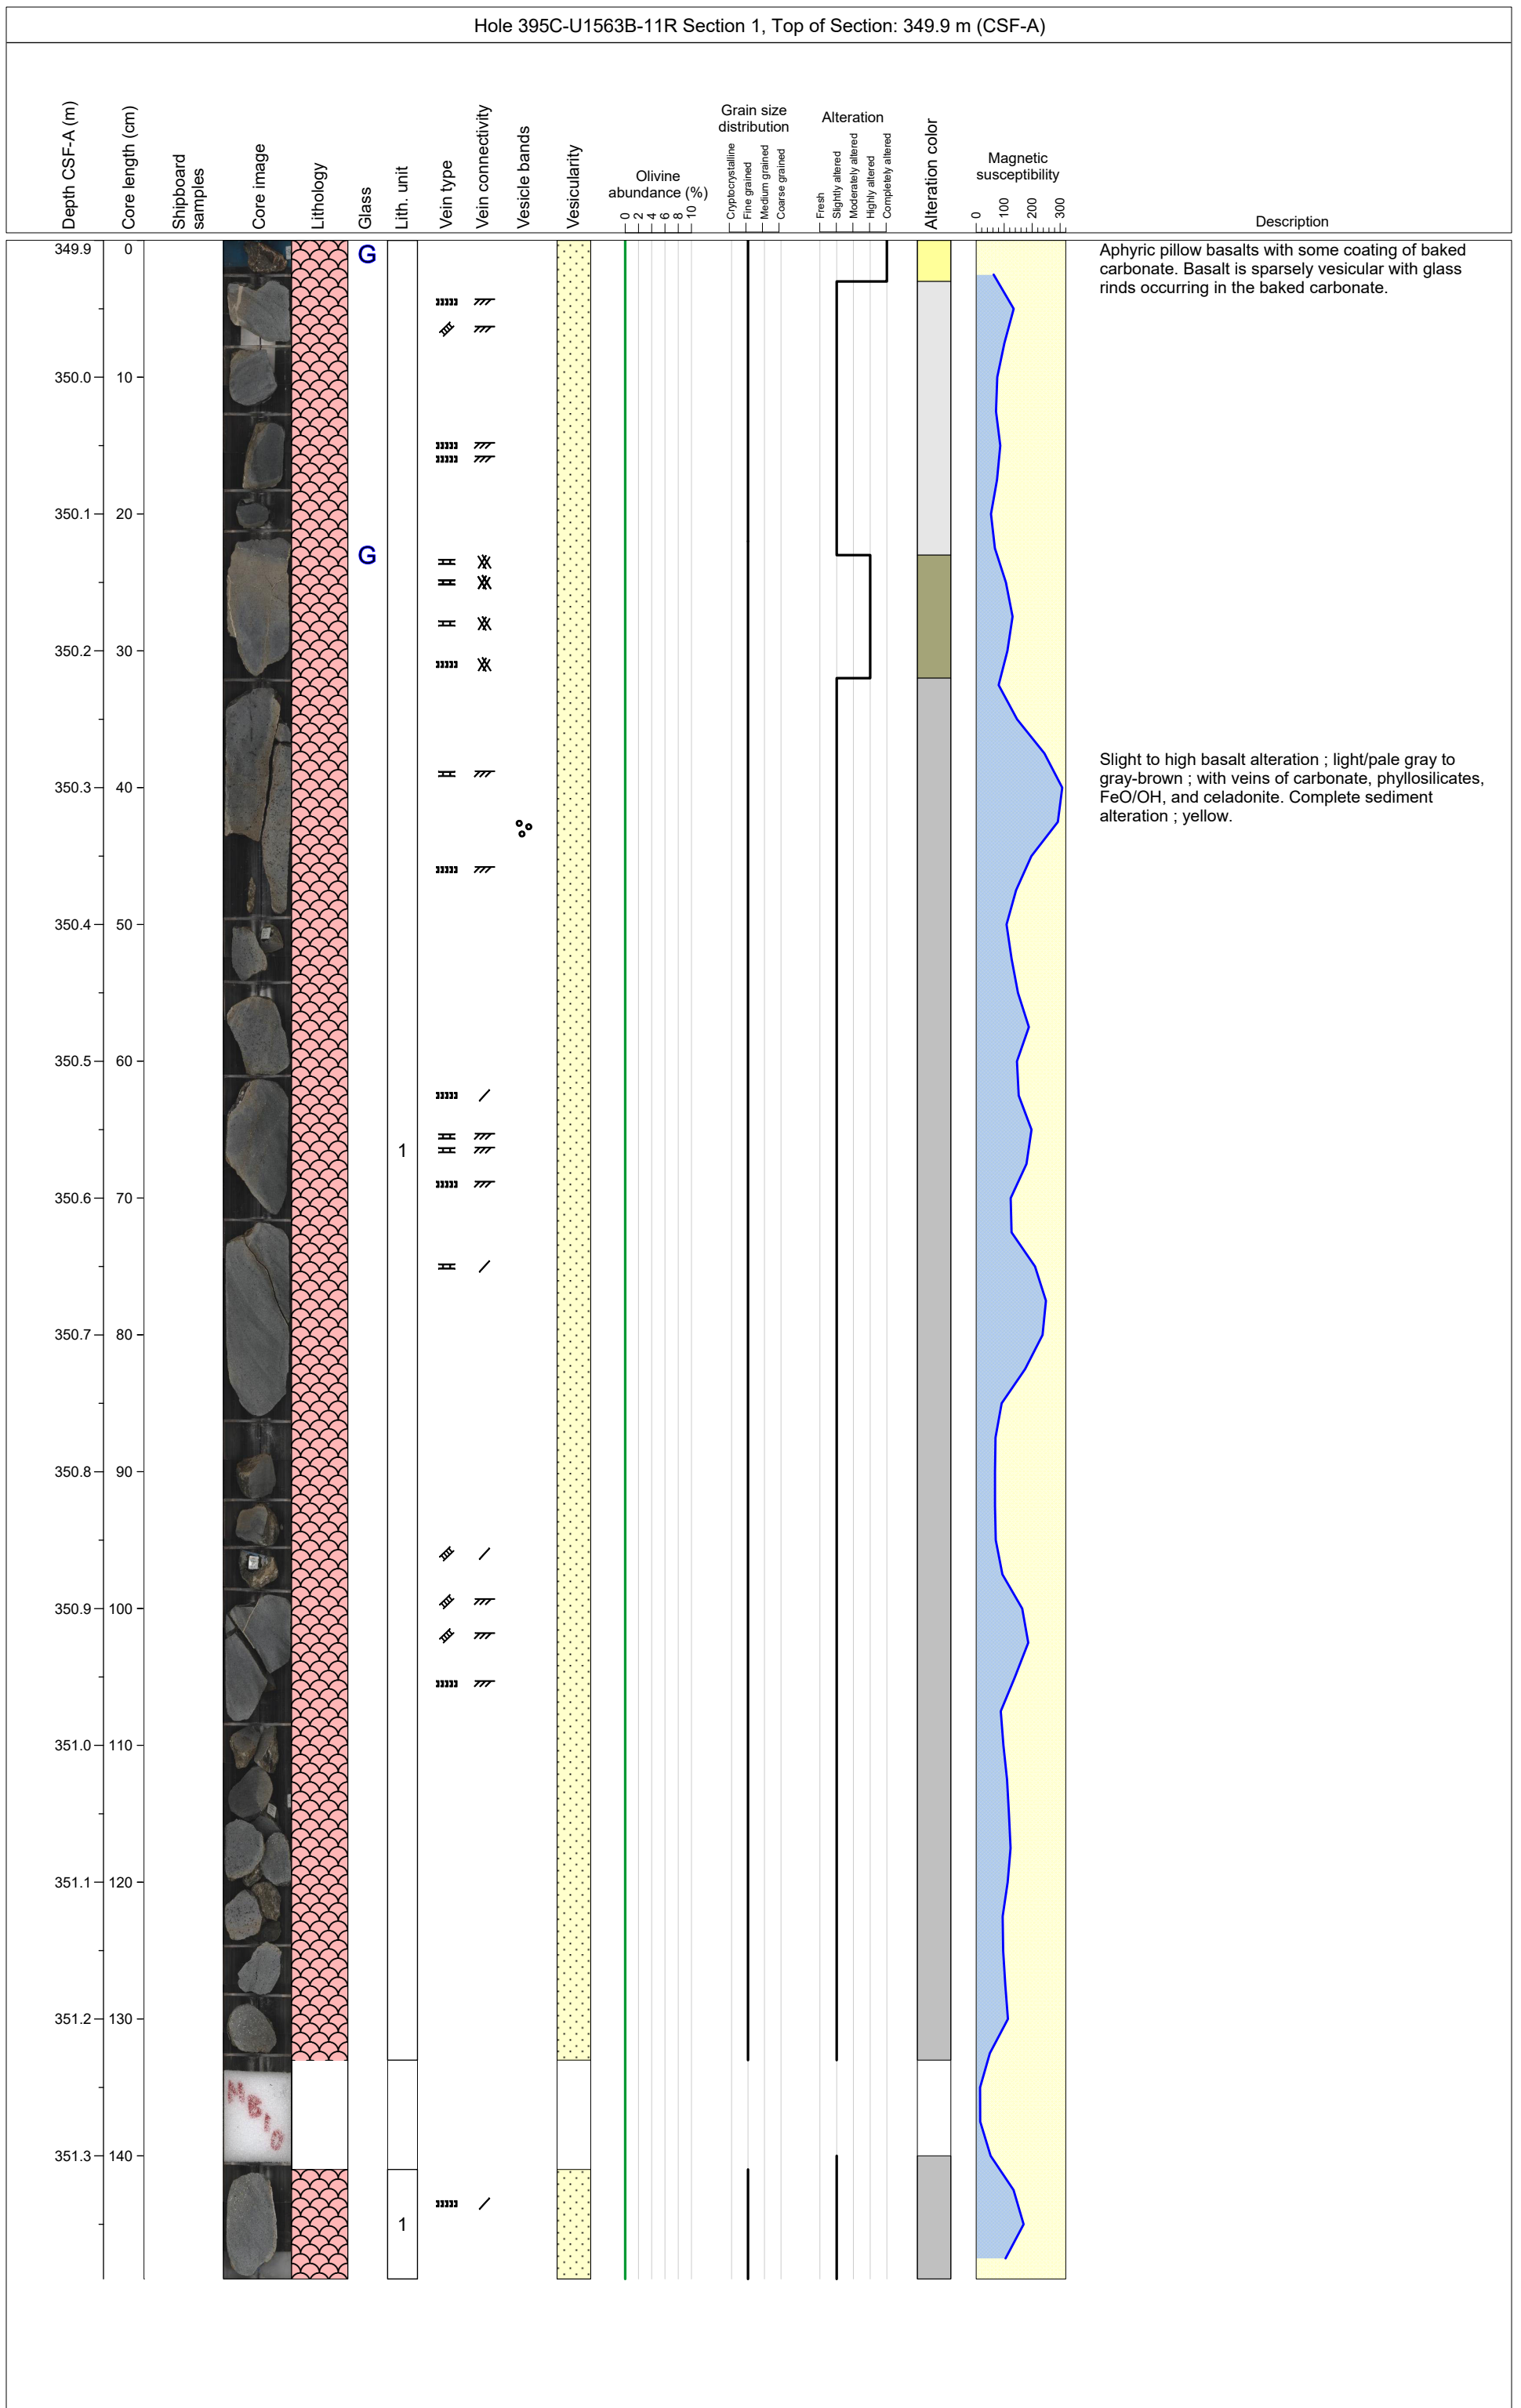 Hole 395C-U1563B-11R Section 1, Top of Section: 349.9 m (CSF-A)
Depth CSF-A (m)
Core length (cm)
Shipboard
samples
Core image
Lithology
Glass
Lith. unit
Vein type
Vein connectivity
Vesicle bands
Vesicularity
Olivine
abundance (%)
0 2 4 6 8 10
Grain size
distribution
Cryptocrystalline
Fine grained
Medium grained
Coarse grained
Alteration
Fresh
Slightly altered
Moderately altered
Highly altered
Completely altered
Alteration color
Magnetic
susceptibility
0 100 200 300
Description
349.9 0
G
Aphyric pillow basalts with some coating of baked
carbonate. Basalt is sparsely vesicular with glass
rinds occurring in the baked carbonate.
350.0 10
350.1 20
G
350.2 30
Slight to high basalt alteration ; light/pale gray to
gray-brown ; with veins of carbonate, phyllosilicates,
FeO/OH, and celadonite. Complete sediment
alteration ; yellow.
350.3 40
350.4 50
350.5 60
1
350.6 70
350.7 80
350.8 90
350.9 100
351.0 110
351.1 120
351.2 130
MBIO
351.3 140
1